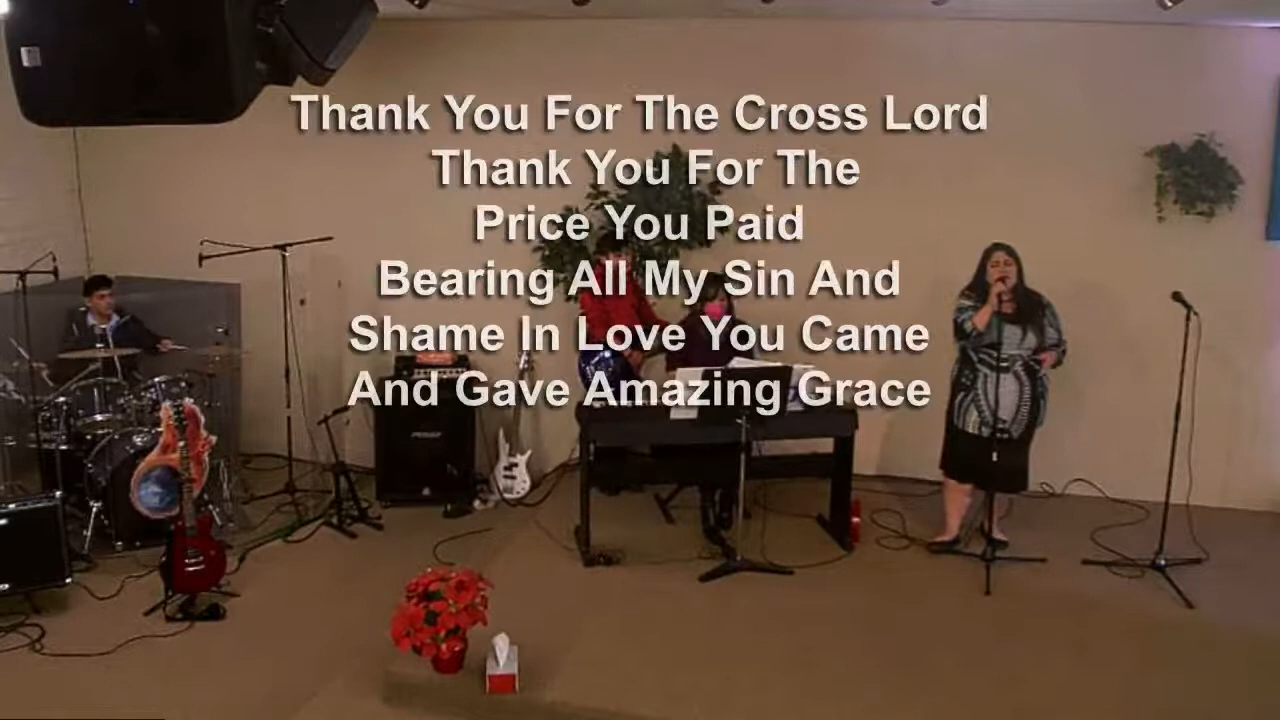 Thank You For The Cross Lord
Thank You For The
Price You Paid
Bearing All My Sin And
Shame In Love You Came
And Gave Amazing Grace